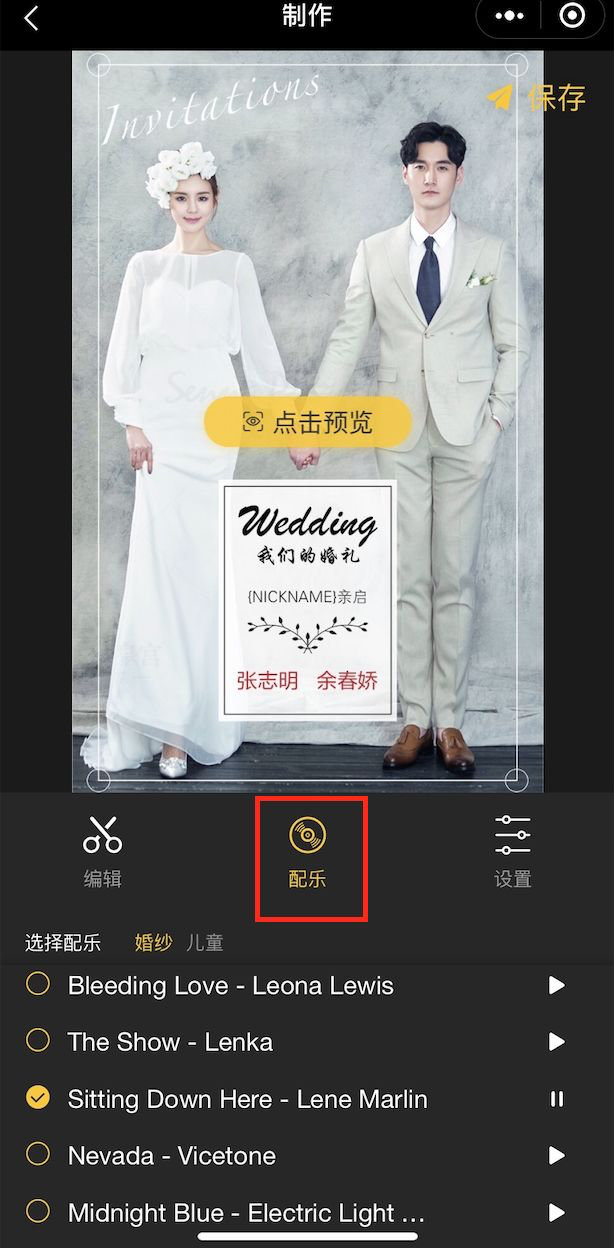 制作
Invitations
保存
点击预览
Wedding
我们的婚礼
{NICKNAME}亲启
张志明 余春娇
编辑
配乐
设置
选择配乐 婚纱 儿童
Bleeding Love - Leona Lewis
The Show - Lenka
Sitting Down Here - Lene Marlin
Nevada - Vicetone
Midnight Blue - Electric Light ...